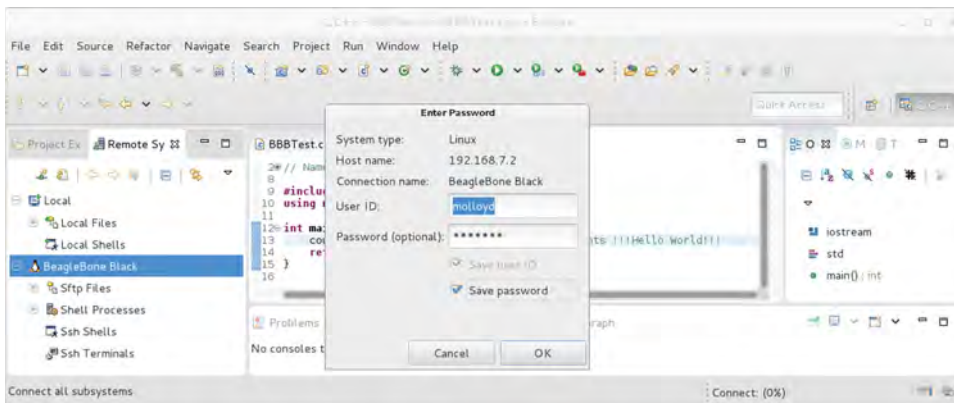 File Edit Source Refactor Navigate Search Project Run Window Help
Quick Access
Project Ex
Remote Sy
Local
Local Files
Local Shells
BeagleBone Black
Sftp Files
Shell Processes
Ssh Shells
Ssh Terminals
BBBTest.c
2 // Nam
8
9 #inclu
10 using
11
12 int ma
13 co
14 re
15 }
16
nts !!!Hello World!!!
Enter Password
System type: Linux
Host name: 192.168.7.2
Connection name: BeagleBone Black
User ID: molloyd
Password (optional): *******
Save user ID
Save password
Cancel OK
O M T
iostream
std
main() : int
Problems
raph
No consoles t
Connect all subsystems
Connect: (0%)